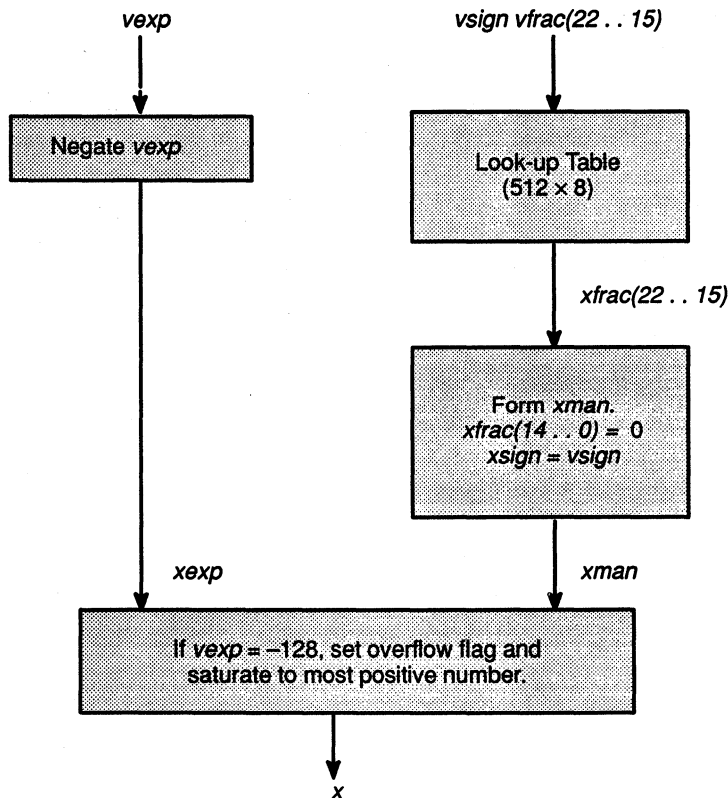 vexp
vsign vfrac(22 . . 15)
Negate vexp
Look-up Table
(512 × 8)
xfrac(22 . . 15)
Form xman.
xfrac(14 . . 0) = 0
xsign = vsign
xexp
xman
If vexp = –128, set overflow flag and
saturate to most positive number.
x